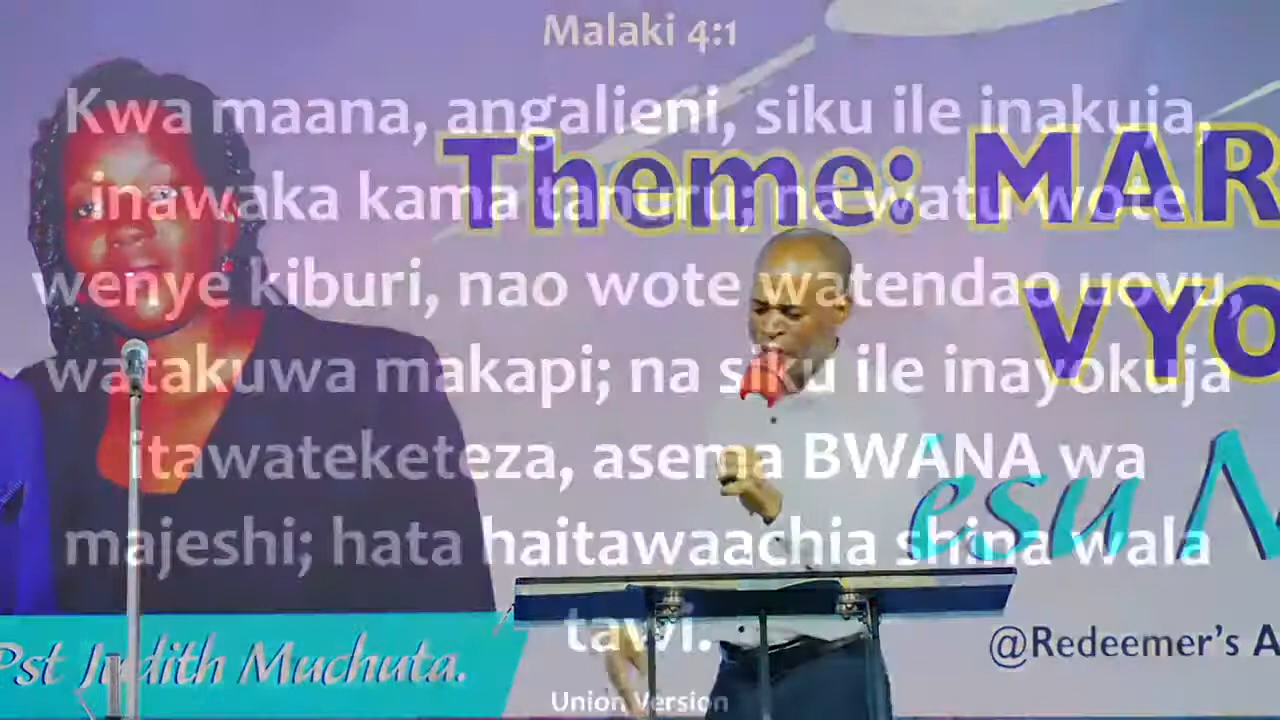 Malaki 4:1
Kwa maana, angalieni, siku ile inakuja,
Theme: MAR
inawaka kama tanuru; na watu wote
wenye kiburi, nao wote watendao uovu,
VYO
watakuwa makapi; na siku ile inayokuja
itawateketeza, asema BWANA wa
esu
majeshi; hata haitawaachia shina wala
tawi.
@Redeemer's A
Pst Judith Muchuta.
Union Version